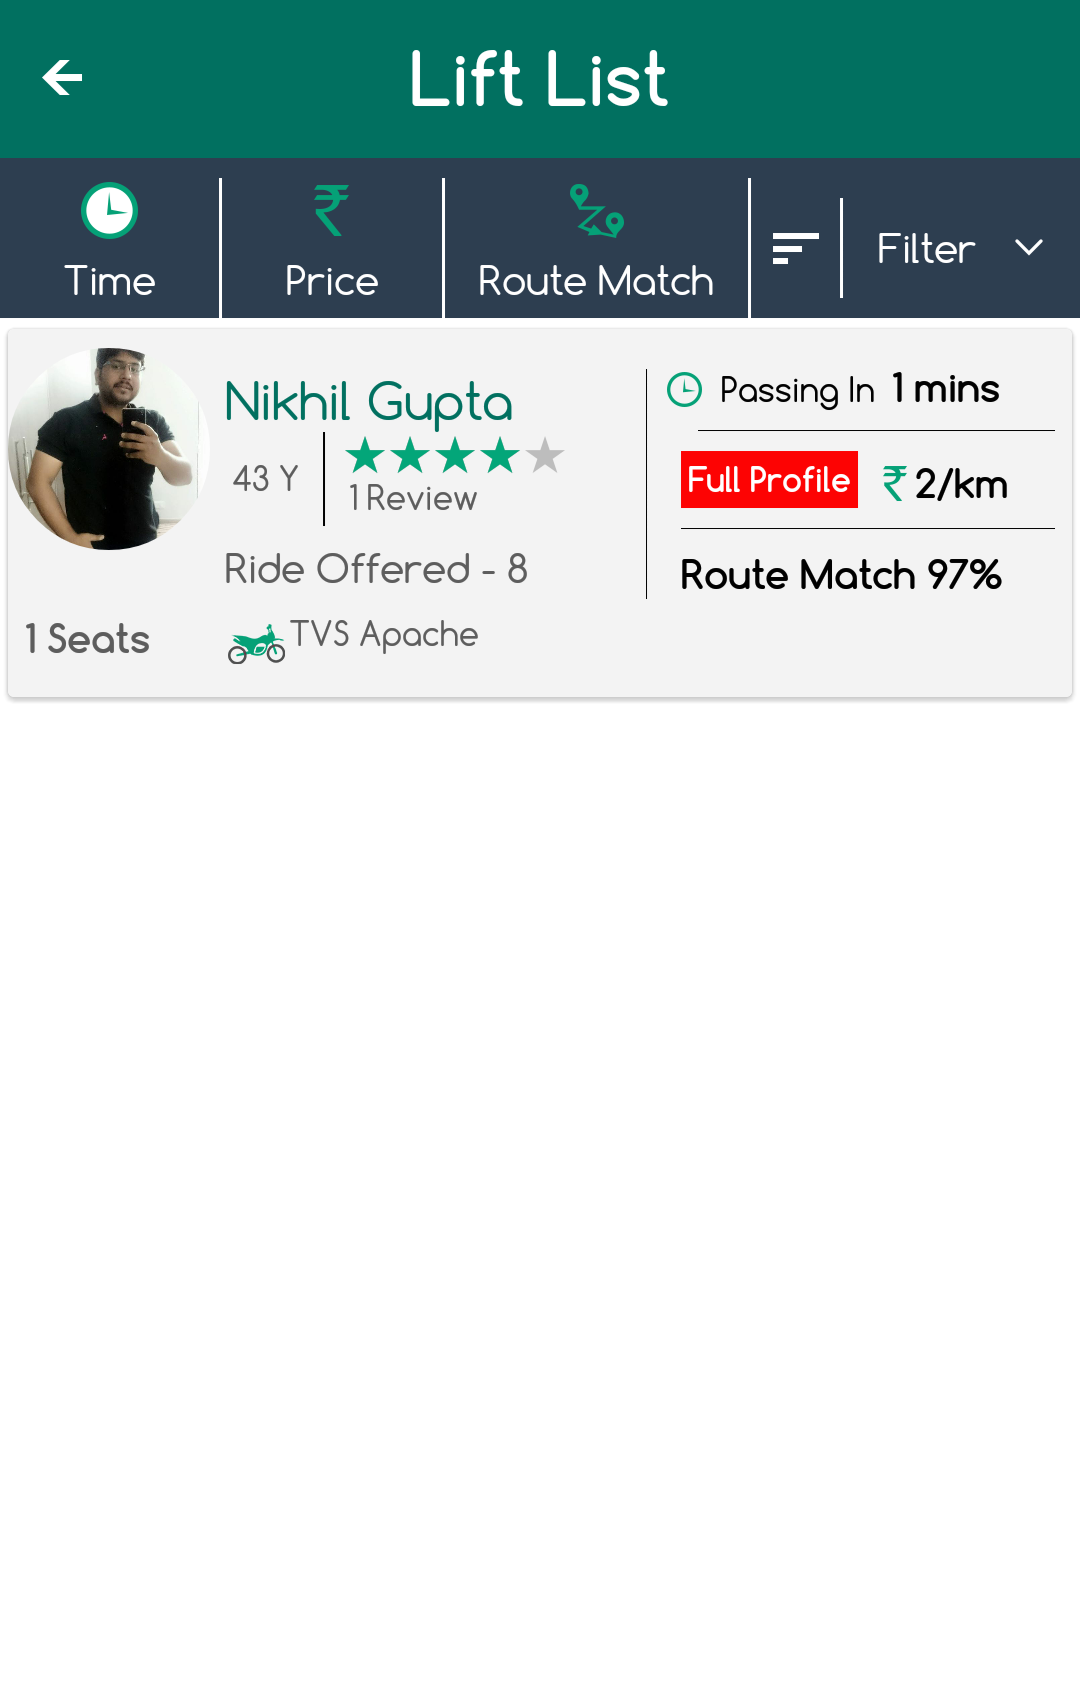 Lift List
Time
Price
Route Match
Filter
Nikhil Gupta
43 Y
1 Review
Ride Offered - 8
1 Seats
TVS Apache
Passing In 1 mins
Full Profile
₹ 2/km
Route Match 97%